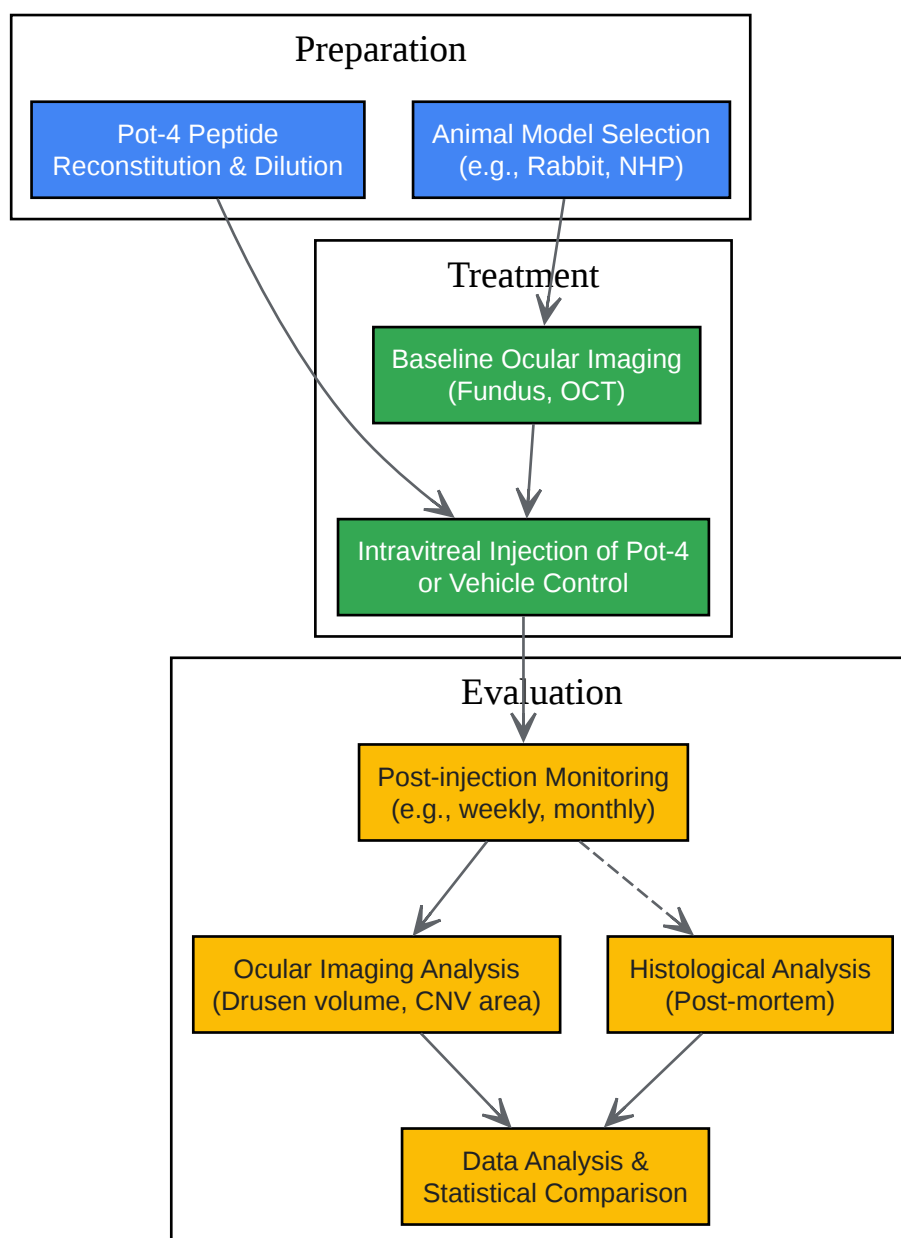 Preparation
Pot-4 Peptide
Reconstitution & Dilution
Animal Model Selection
(e.g., Rabbit, NHP)
Treatment
Baseline Ocular Imaging
(Fundus, OCT)
Intravitreal Injection of Pot-4
or Vehicle Control
Evaluation
Post-injection Monitoring
(e.g., weekly, monthly)
Ocular Imaging Analysis
(Drusen volume, CNV area)
Histological Analysis
(Post-mortem)
Data Analysis &
Statistical Comparison